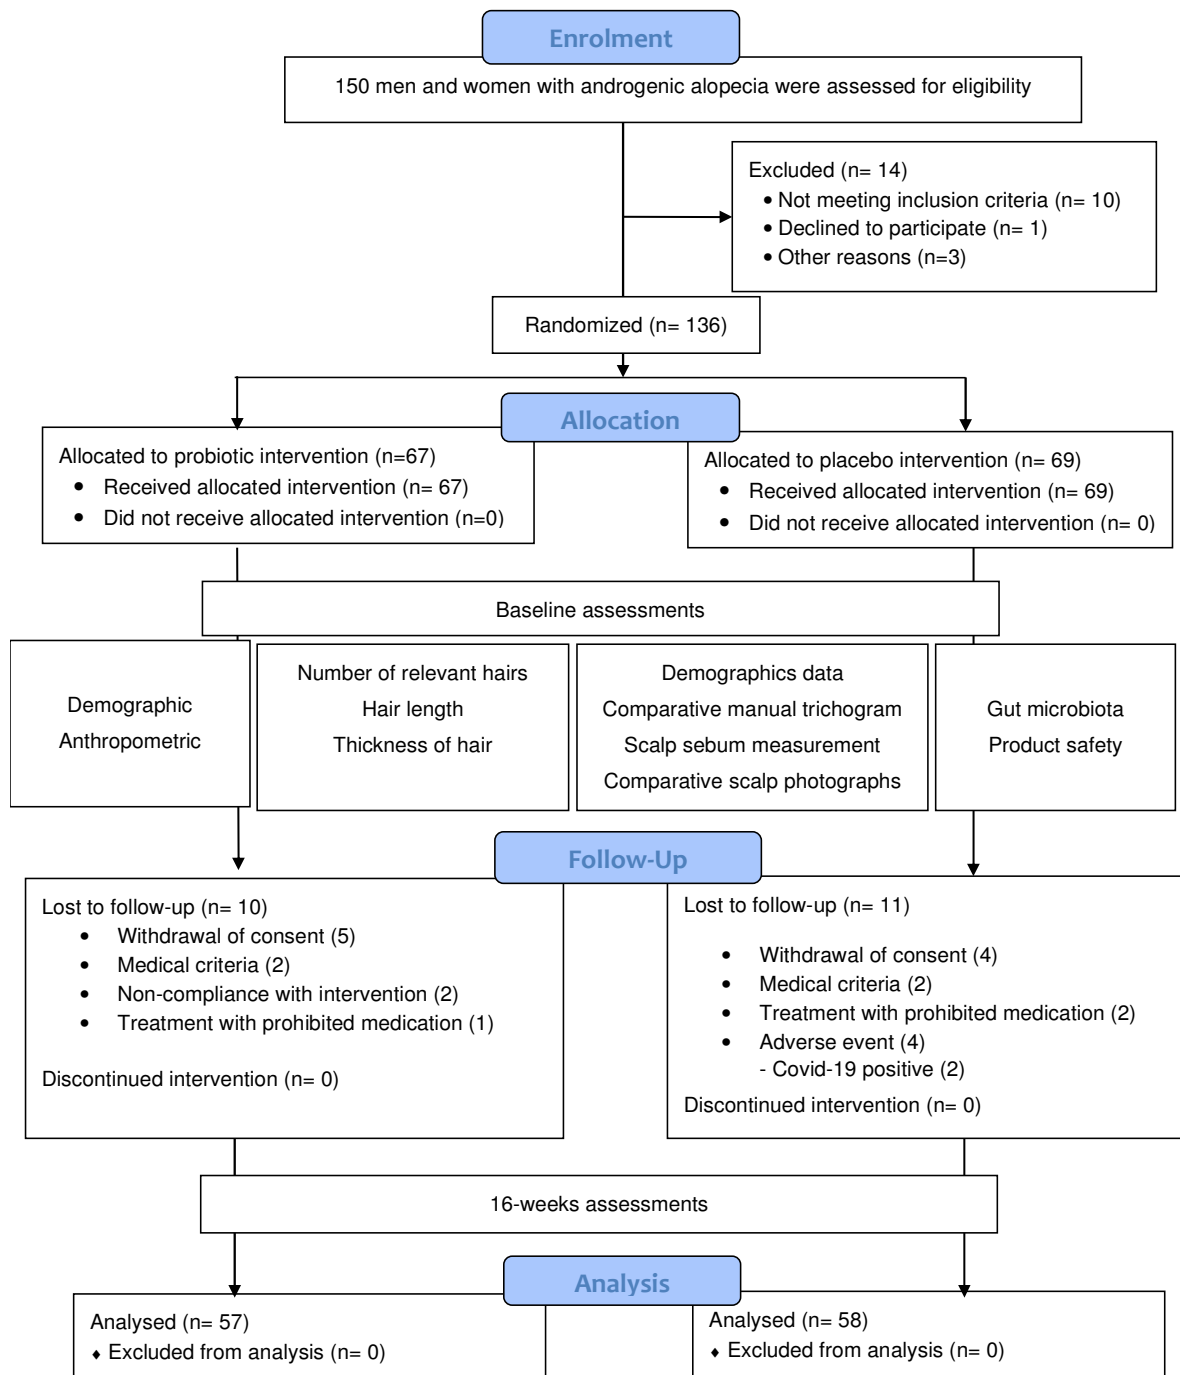 Enrolment
150 men and women with androgenic alopecia were assessed for eligibility
Excluded (n= 14)
• Not meeting inclusion criteria (n= 10)
• Declined to participate (n= 1)
• Other reasons (n=3)
Randomized (n= 136)
Allocation
Allocated to probiotic intervention (n=67)
• Received allocated intervention (n= 67)
• Did not receive allocated intervention (n=0)
Allocated to placebo intervention (n= 69)
• Received allocated intervention (n= 69)
• Did not receive allocated intervention (n= 0)
Baseline assessments
Demographic
Anthropometric
Number of relevant hairs
Hair length
Thickness of hair
Demographics data
Comparative manual trichogram
Scalp sebum measurement
Comparative scalp photographs
Gut microbiota
Product safety
Follow-Up
Lost to follow-up (n= 10)
• Withdrawal of consent (5)
• Medical criteria (2)
• Non-compliance with intervention (2)
• Treatment with prohibited medication (1)
Discontinued intervention (n= 0)
Lost to follow-up (n= 11)
• Withdrawal of consent (4)
• Medical criteria (2)
• Treatment with prohibited medication (2)
• Adverse event (4)
- Covid-19 positive (2)
Discontinued intervention (n= 0)
16-weeks assessments
Analysis
Analysed (n= 57)
♦ Excluded from analysis (n= 0)
Analysed (n= 58)
♦ Excluded from analysis (n= 0)